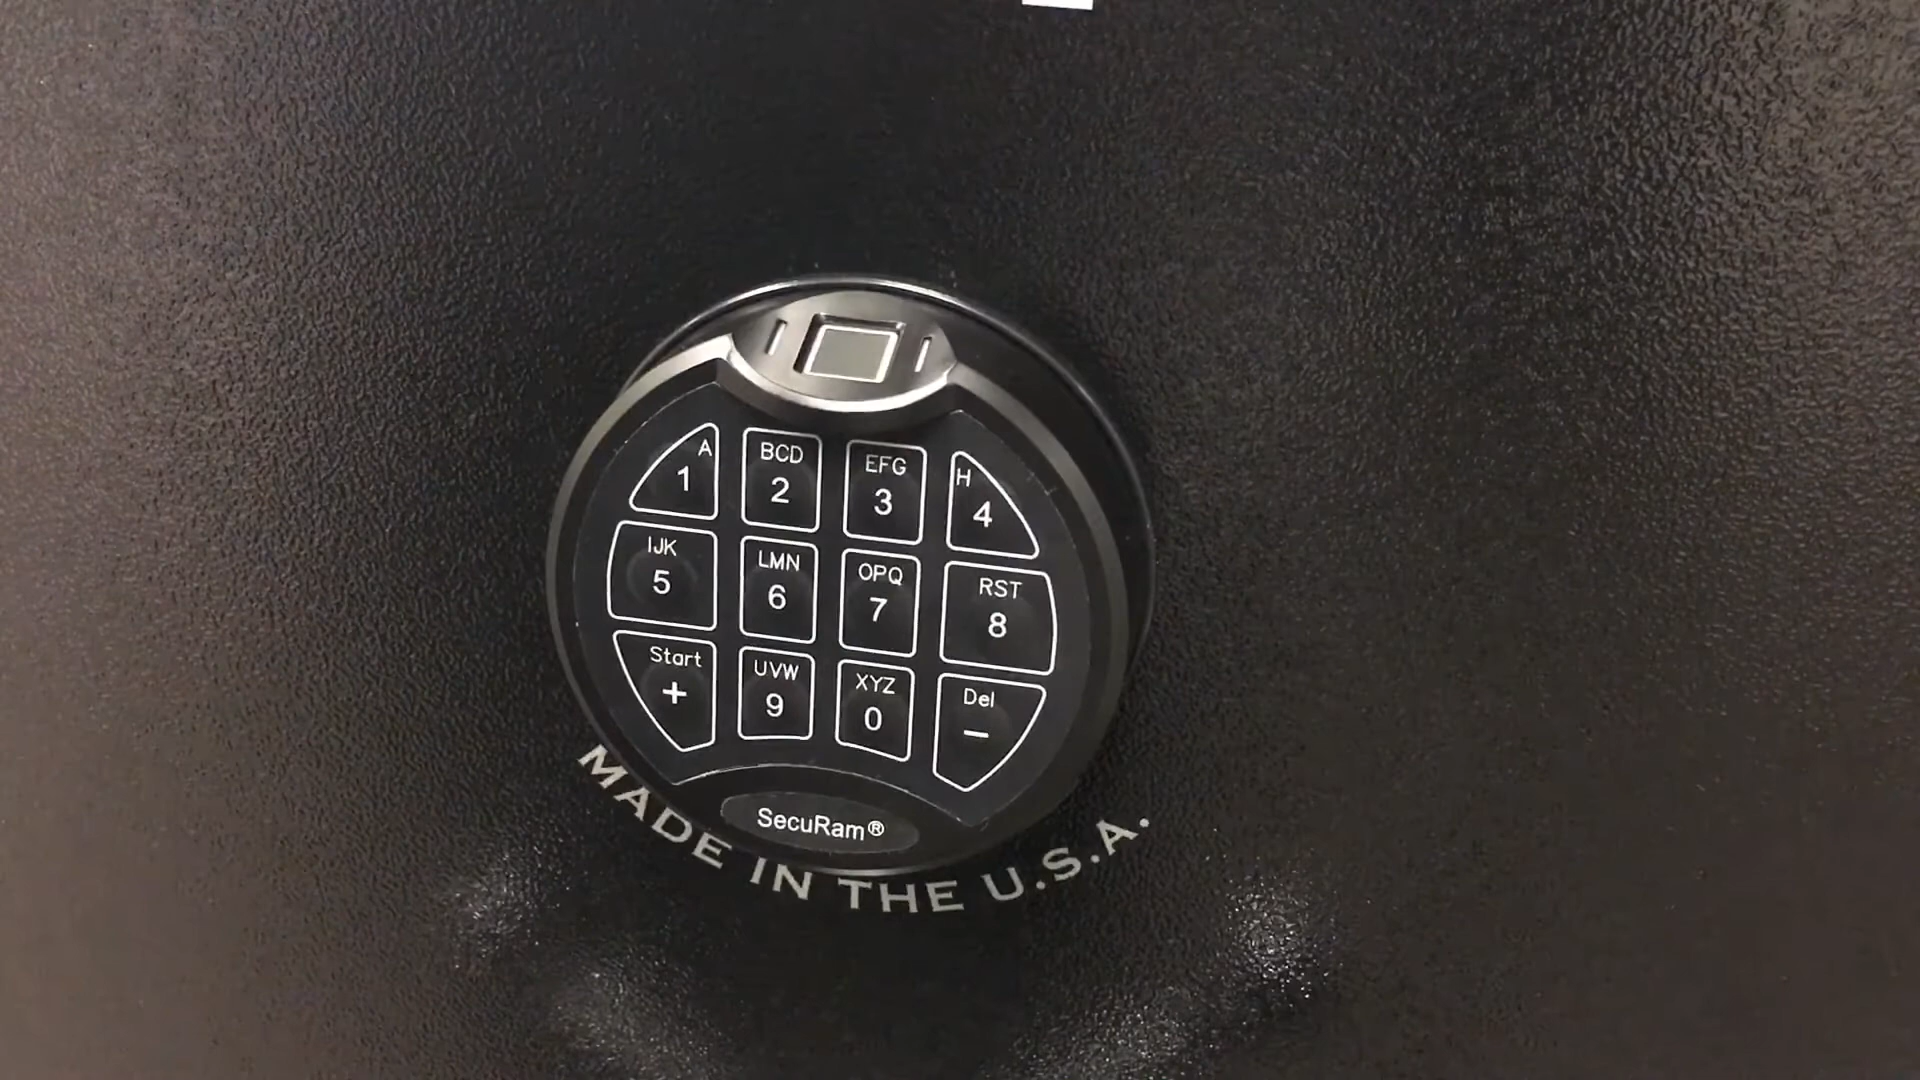 A BCD EFG H
1 2 3 4
IJK LMN OPQ RST
5 6 7 8
Start UVW XYZ Del
+ 9 0 −
SecuRam®
MADE IN THE U.S.A.